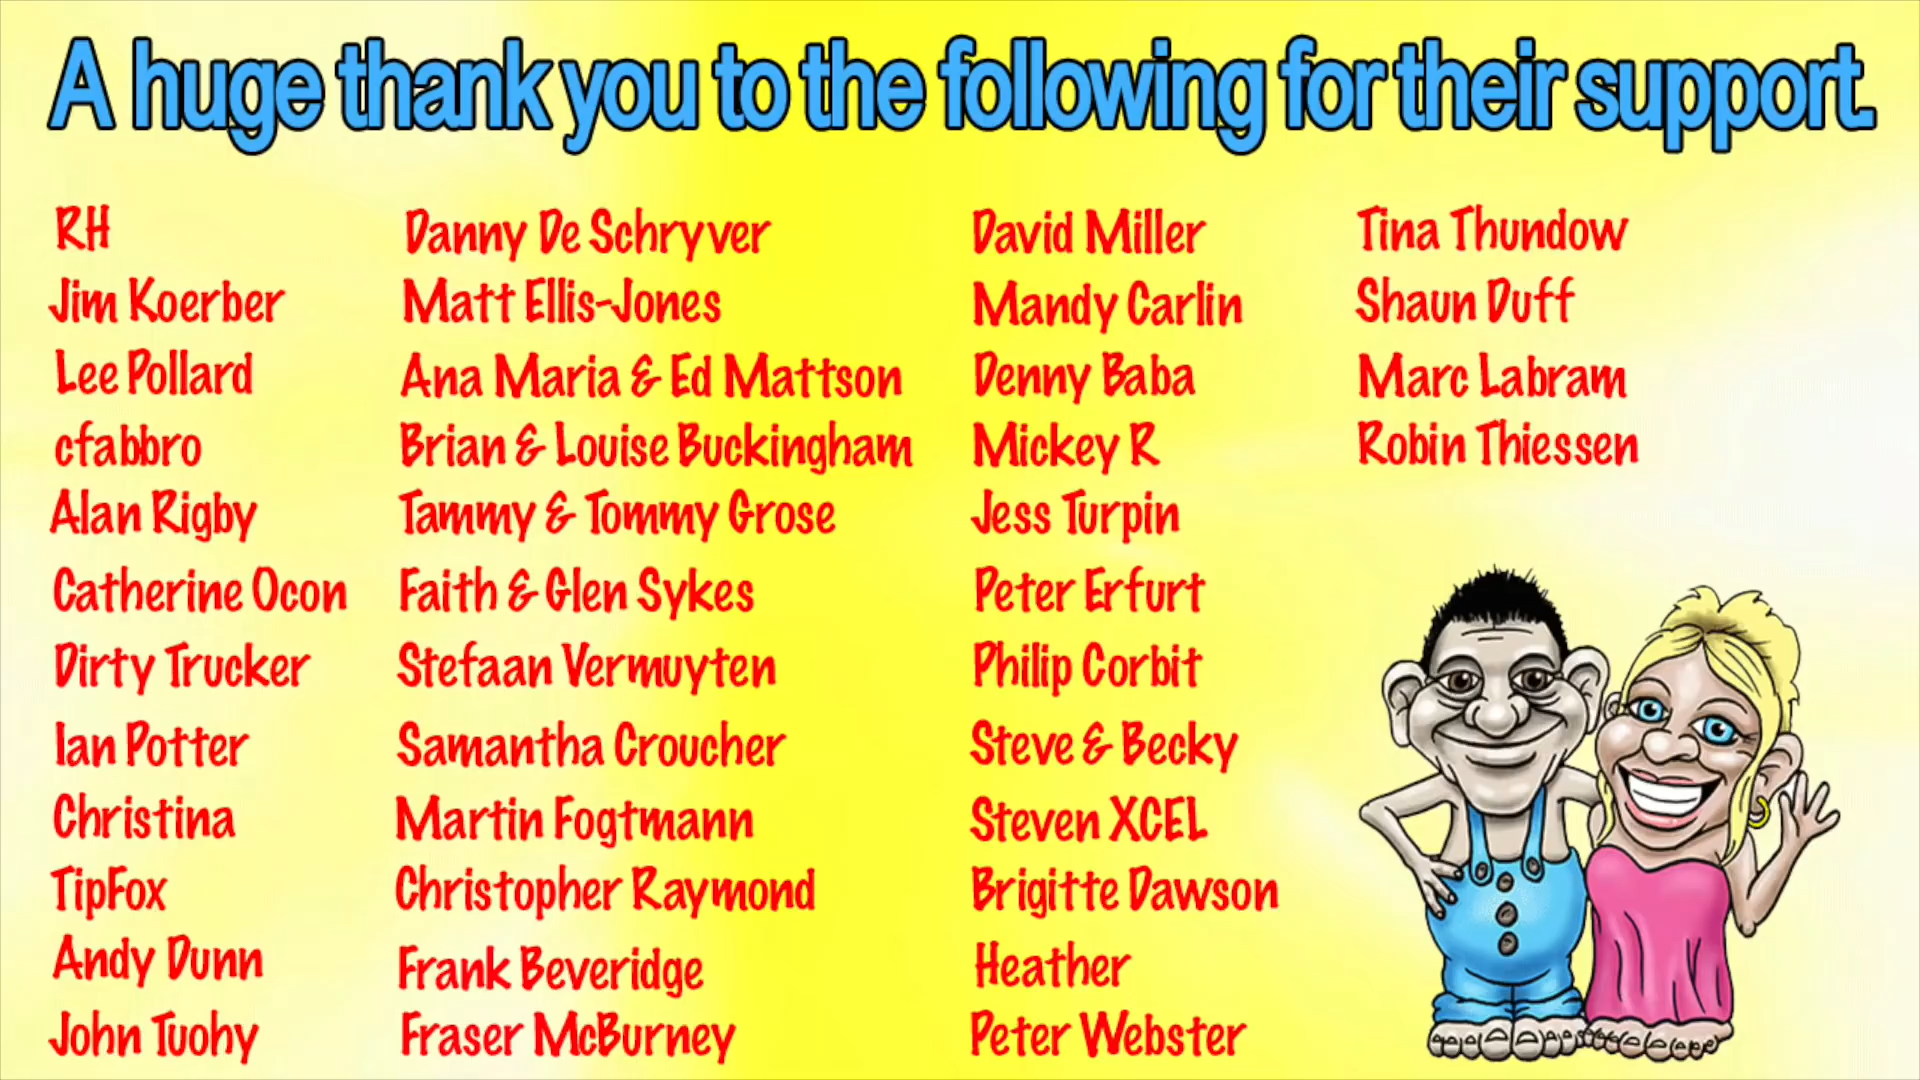 A huge thank you to the following for their support.
RH
Jim Koerber
Lee Pollard
cfabbro
Alan Rigby
Catherine Ocon
Dirty Trucker
Ian Potter
Christina
TipFox
Andy Dunn
John Tuohy
Danny De Schryver
Matt Ellis-Jones
Ana Maria & Ed Mattson
Brian & Louise Buckingham
Tammy & Tommy Grose
Faith & Glen Sykes
Stefaan Vermuyten
Samantha Croucher
Martin Fogtmann
Christopher Raymond
Frank Beveridge
Fraser McBurney
David Miller
Mandy Carlin
Denny Baba
Mickey R
Jess Turpin
Peter Erfurt
Philip Corbit
Steve & Becky
Steven XCEL
Brigitte Dawson
Heather
Peter Webster
Tina Thundow
Shaun Duff
Marc Labram
Robin Thiessen